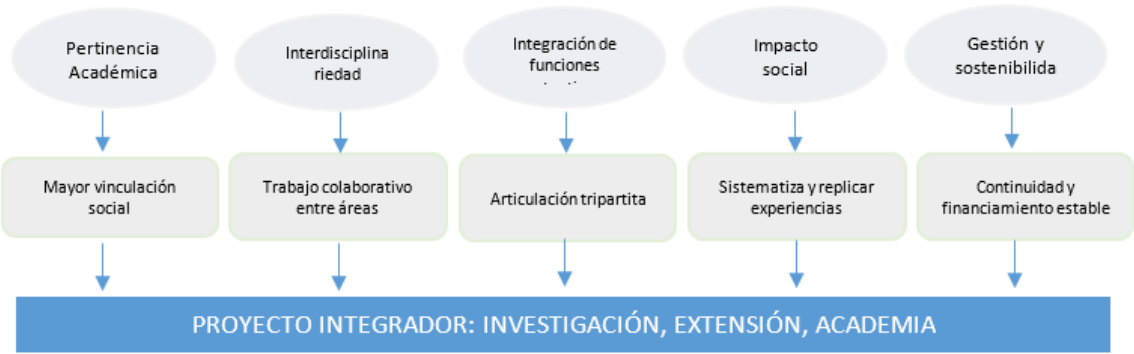 Pertinencia
Académica
Interdisciplina
riedad
Integración de
funciones
Impacto
social
Gestión y
sostenibilida
Mayor vinculación
social
Trabajo colaborativo
entre áreas
Articulación tripartita
Sistematiza y replicar
experiencias
Continuidad y
financiamiento estable
PROYECTO INTEGRADOR: INVESTIGACIÓN, EXTENSIÓN, ACADEMIA